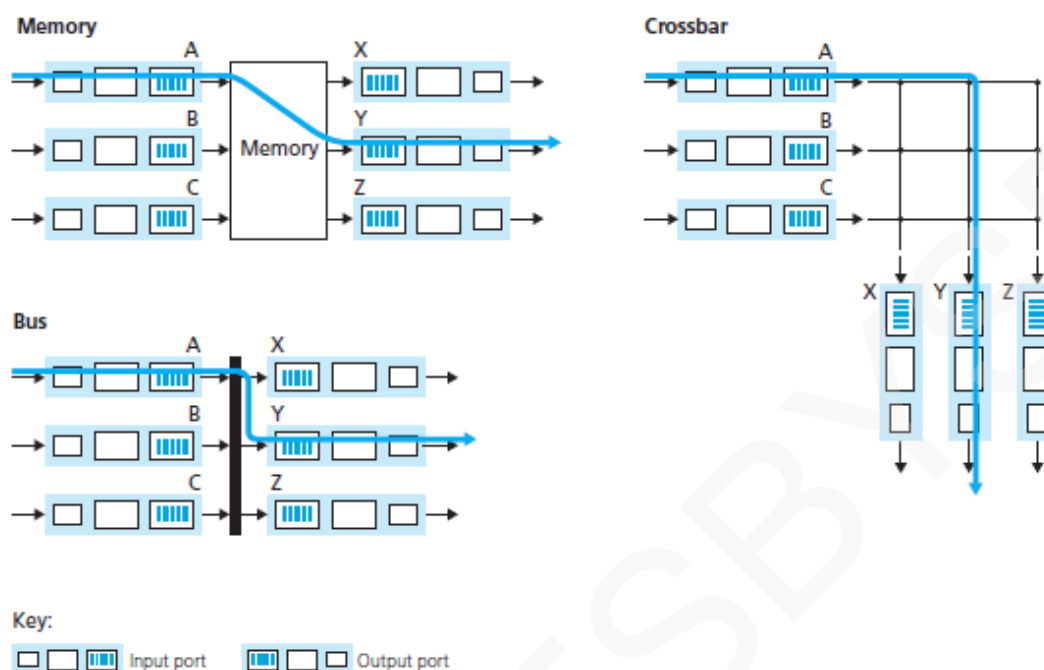 Memory
A
X
B
Y
Memory
C
Z
Crossbar
A
B
C
X
Y
Z
Bus
A
X
B
Y
C
Z
Key:
Input port
Output port